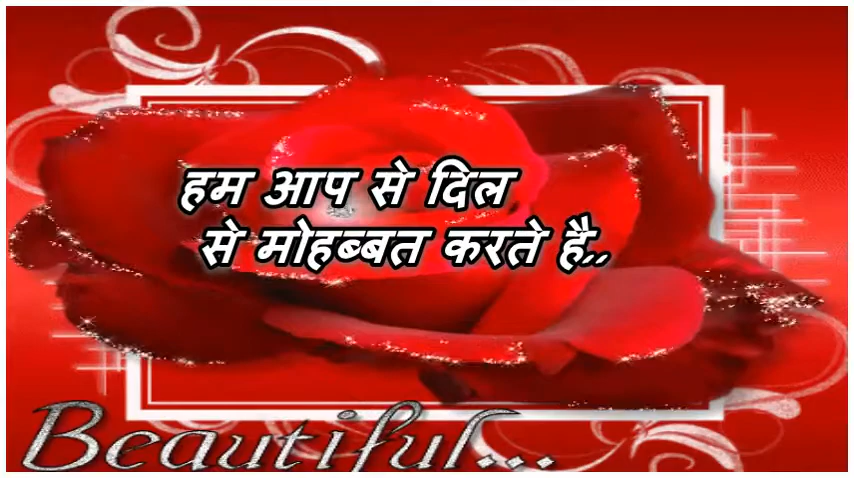 हम आप से दिल
से मोहब्बत करते है..
Beautiful...